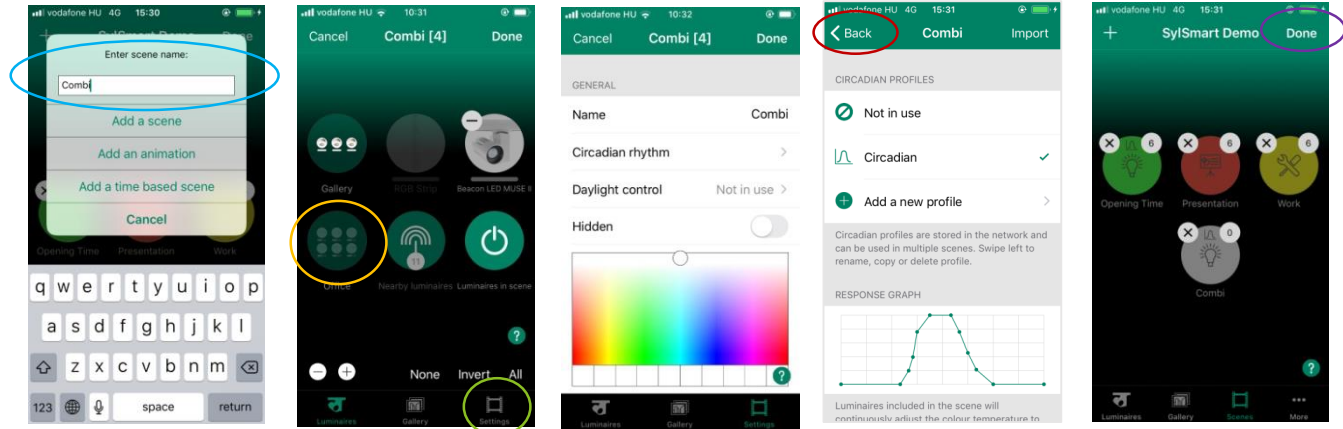 vodafone HU 4G 15:30
SylSmart Demo Done
Enter scene name:
Combi
Add a scene
Add an animation
Add a time based scene
Cancel
Opening Time Presentation Work
q w e r t y u i o p
a s d f g h j k l
z x c v b n m
123 space return
vodafone HU 10:31
Cancel Combi [4] Done
Gallery RGB Strip Beacon LED MUSE II
11
Office Nearby luminaires Luminaires in scene
?
None Invert All
Luminaires Gallery Settings
vodafone HU 10:32
Cancel Combi [4] Done
GENERAL
Name Combi
Circadian rhythm
Daylight control Not in use
Hidden
?
Luminaires Gallery Settings
vodafone HU 4G 15:31
Back Combi Import
CIRCADIAN PROFILES
Not in use
Circadian
Add a new profile
Circadian profiles are stored in the network and
can be used in multiple scenes. Swipe left to
rename, copy or delete profile.
RESPONSE GRAPH
Luminaires included in the scene will
continuously adjust the colour temperature to
vodafone HU 4G 15:31
+ SylSmart Demo Done
6 6 6
Opening Time Presentation Work
0
Combi
?
Luminaires Gallery Scenes More